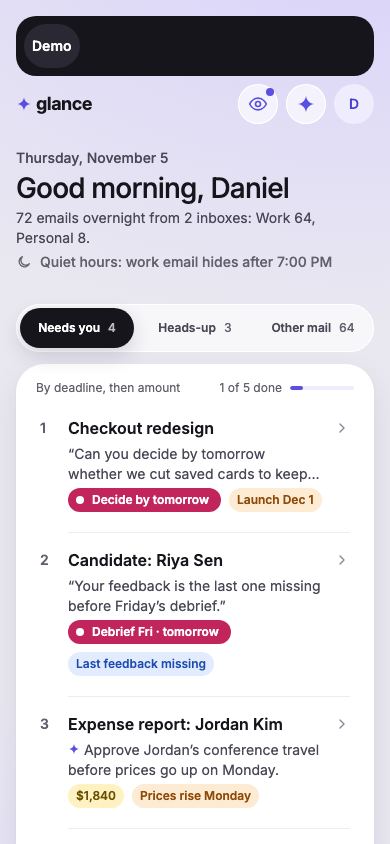 Demo
glance
D
Thursday, November 5
Good morning, Daniel
72 emails overnight from 2 inboxes: Work 64,
Personal 8.
Quiet hours: work email hides after 7:00 PM
Needs you 4 Heads-up 3 Other mail 64
By deadline, then amount 1 of 5 done
1 Checkout redesign
“Can you decide by tomorrow
whether we cut saved cards to keep…
Decide by tomorrow Launch Dec 1
2 Candidate: Riya Sen
“Your feedback is the last one missing
before Friday’s debrief.”
Debrief Fri · tomorrow
Last feedback missing
3 Expense report: Jordan Kim
Approve Jordan’s conference travel
before prices go up on Monday.
$1,840 Prices rise Monday